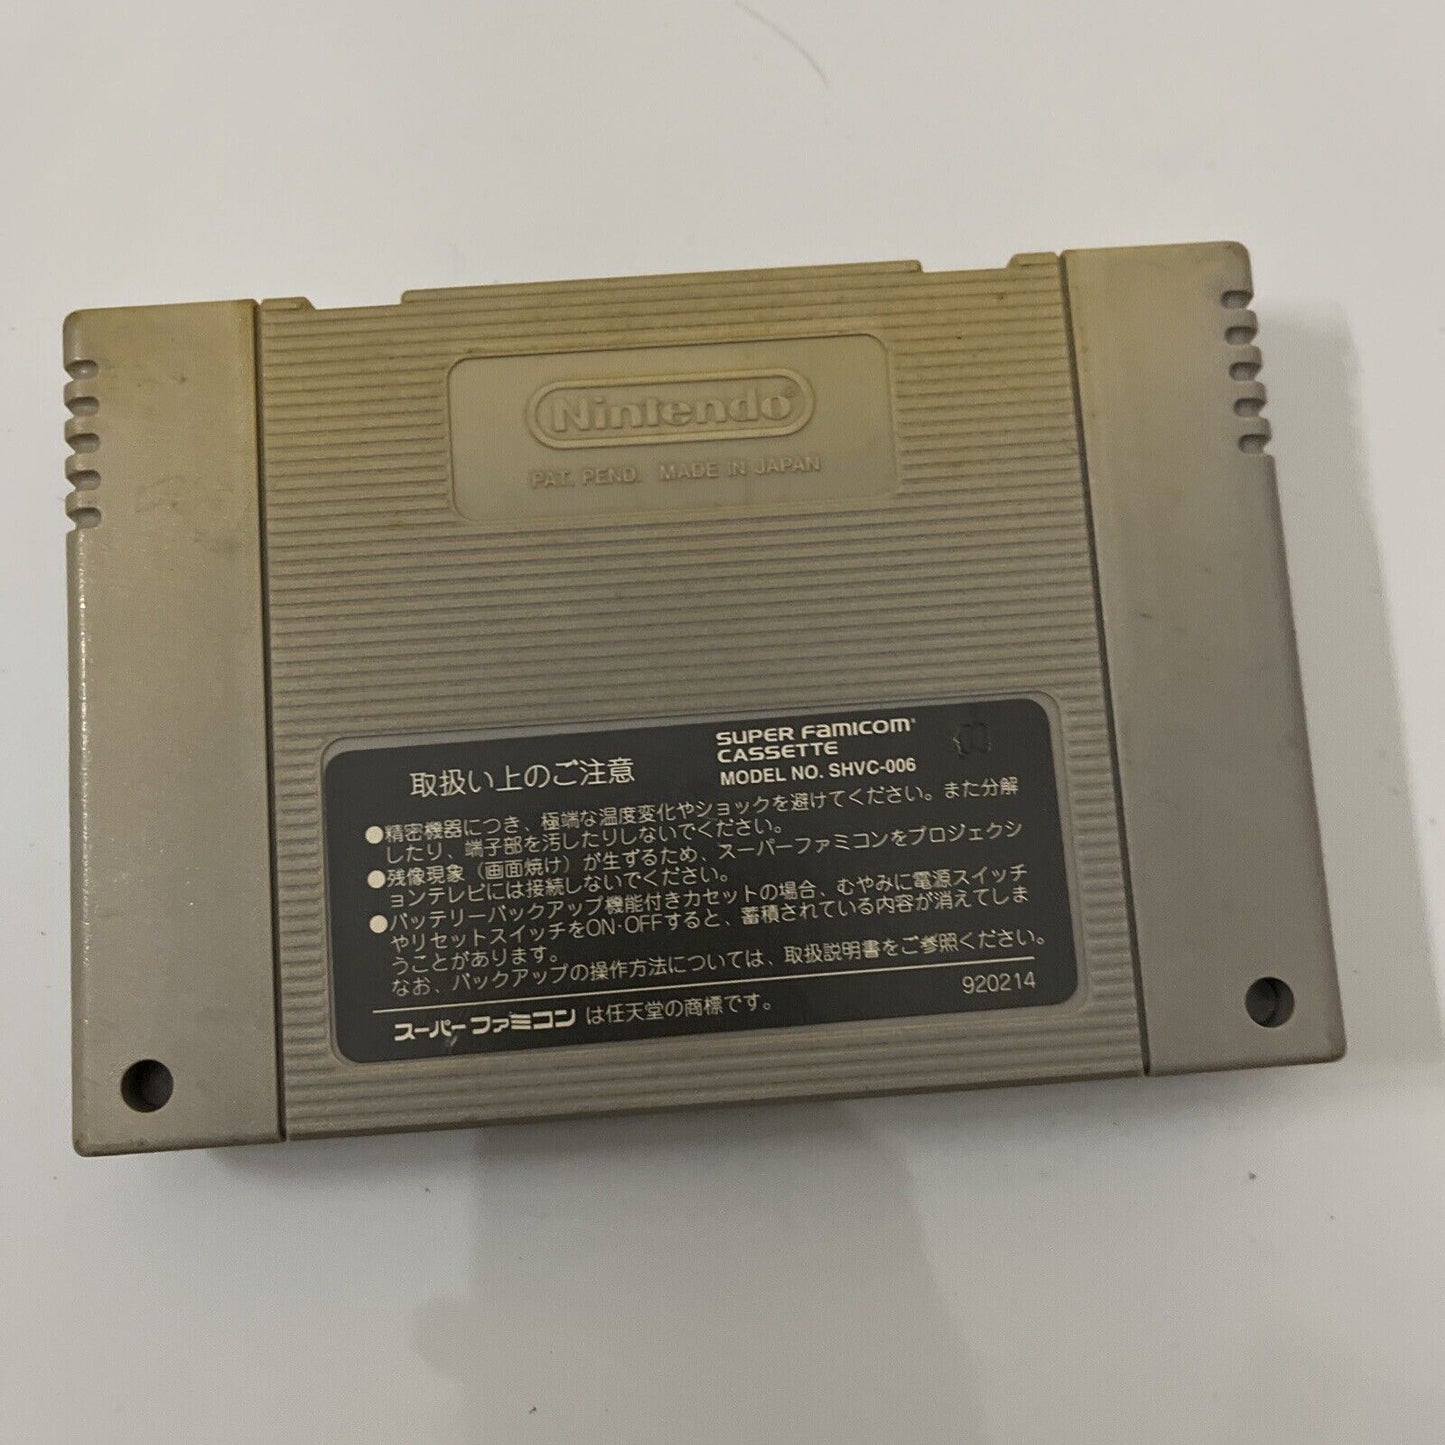 Nintendo
PAT. PEND. MADE IN JAPAN
SUPER FAMICOM
CASSETTE
MODEL NO. SHVC-006
取扱い上のご注意
●精密機器につき、極端な温度変化やショックを避けてください。また分解
したり、端子部を汚したりしないでください。
●残像現象（画面焼け）が生ずるため、スーパーファミコンをプロジェクシ
ョンテレビには接続しないでください。
●バッテリーバックアップ機能付きカセットの場合、むやみに電源スイッチ
やリセットスイッチをON·OFFすると、蓄積されている内容が消えてしま
うことがあります。
なお、バックアップの操作方法については、取扱説明書をご参照ください。
920214
スーパーファミコン は任天堂の商標です。